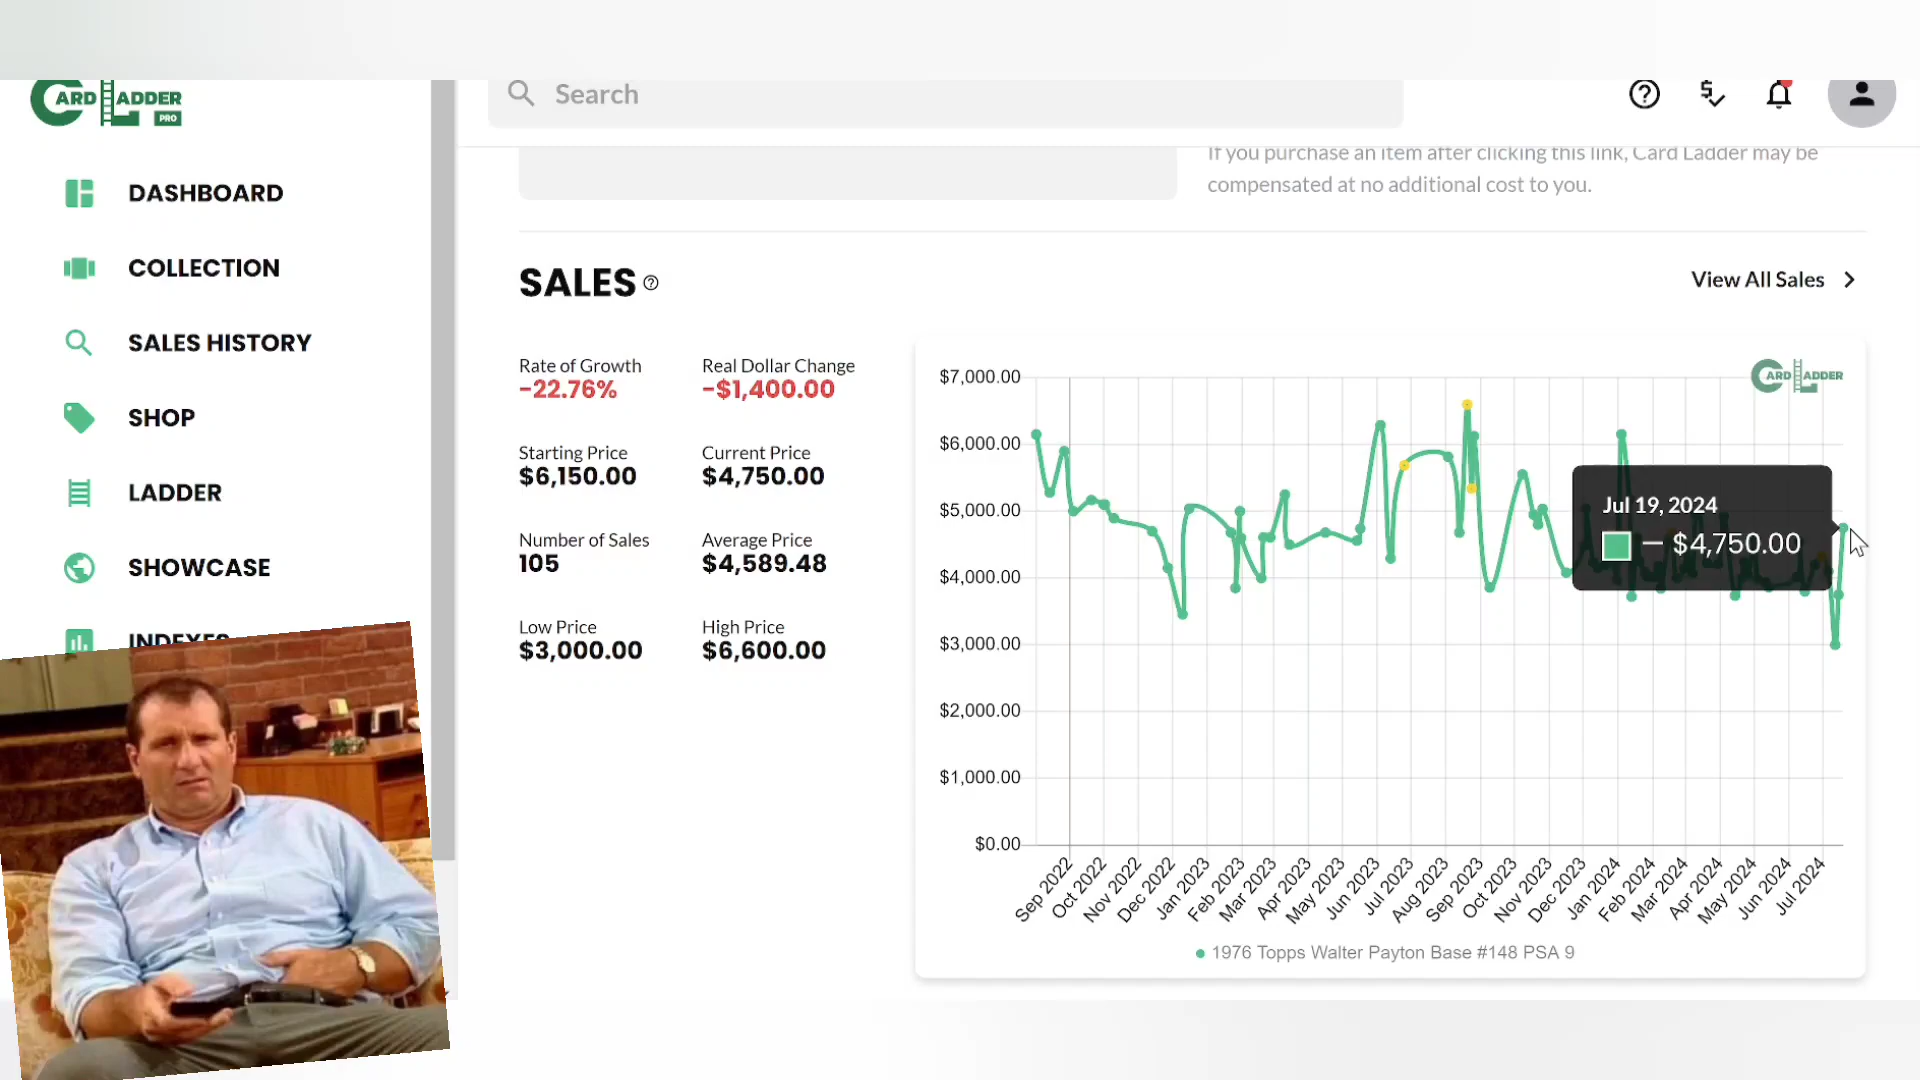 CARD LADDER
PRO
Search
If you purchase an item after clicking this link, Card Ladder may be
compensated at no additional cost to you.
DASHBOARD
COLLECTION
SALES HISTORY
SHOP
LADDER
SHOWCASE
INDEXES
SALES
View All Sales
Rate of Growth
-22.76%
Real Dollar Change
-$1,400.00
Starting Price
$6,150.00
Current Price
$4,750.00
Number of Sales
105
Average Price
$4,589.48
Low Price
$3,000.00
High Price
$6,600.00
CARD LADDER
$7,000.00
$6,000.00
$5,000.00
$4,000.00
$3,000.00
$2,000.00
$1,000.00
$0.00
Jul 19, 2024
— $4,750.00
Sep 2022
Oct 2022
Nov 2022
Dec 2022
Jan 2023
Feb 2023
Mar 2023
Apr 2023
May 2023
Jun 2023
Jul 2023
Aug 2023
Sep 2023
Oct 2023
Nov 2023
Dec 2023
Jan 2024
Feb 2024
Mar 2024
Apr 2024
May 2024
Jun 2024
Jul 2024
1976 Topps Walter Payton Base #148 PSA 9